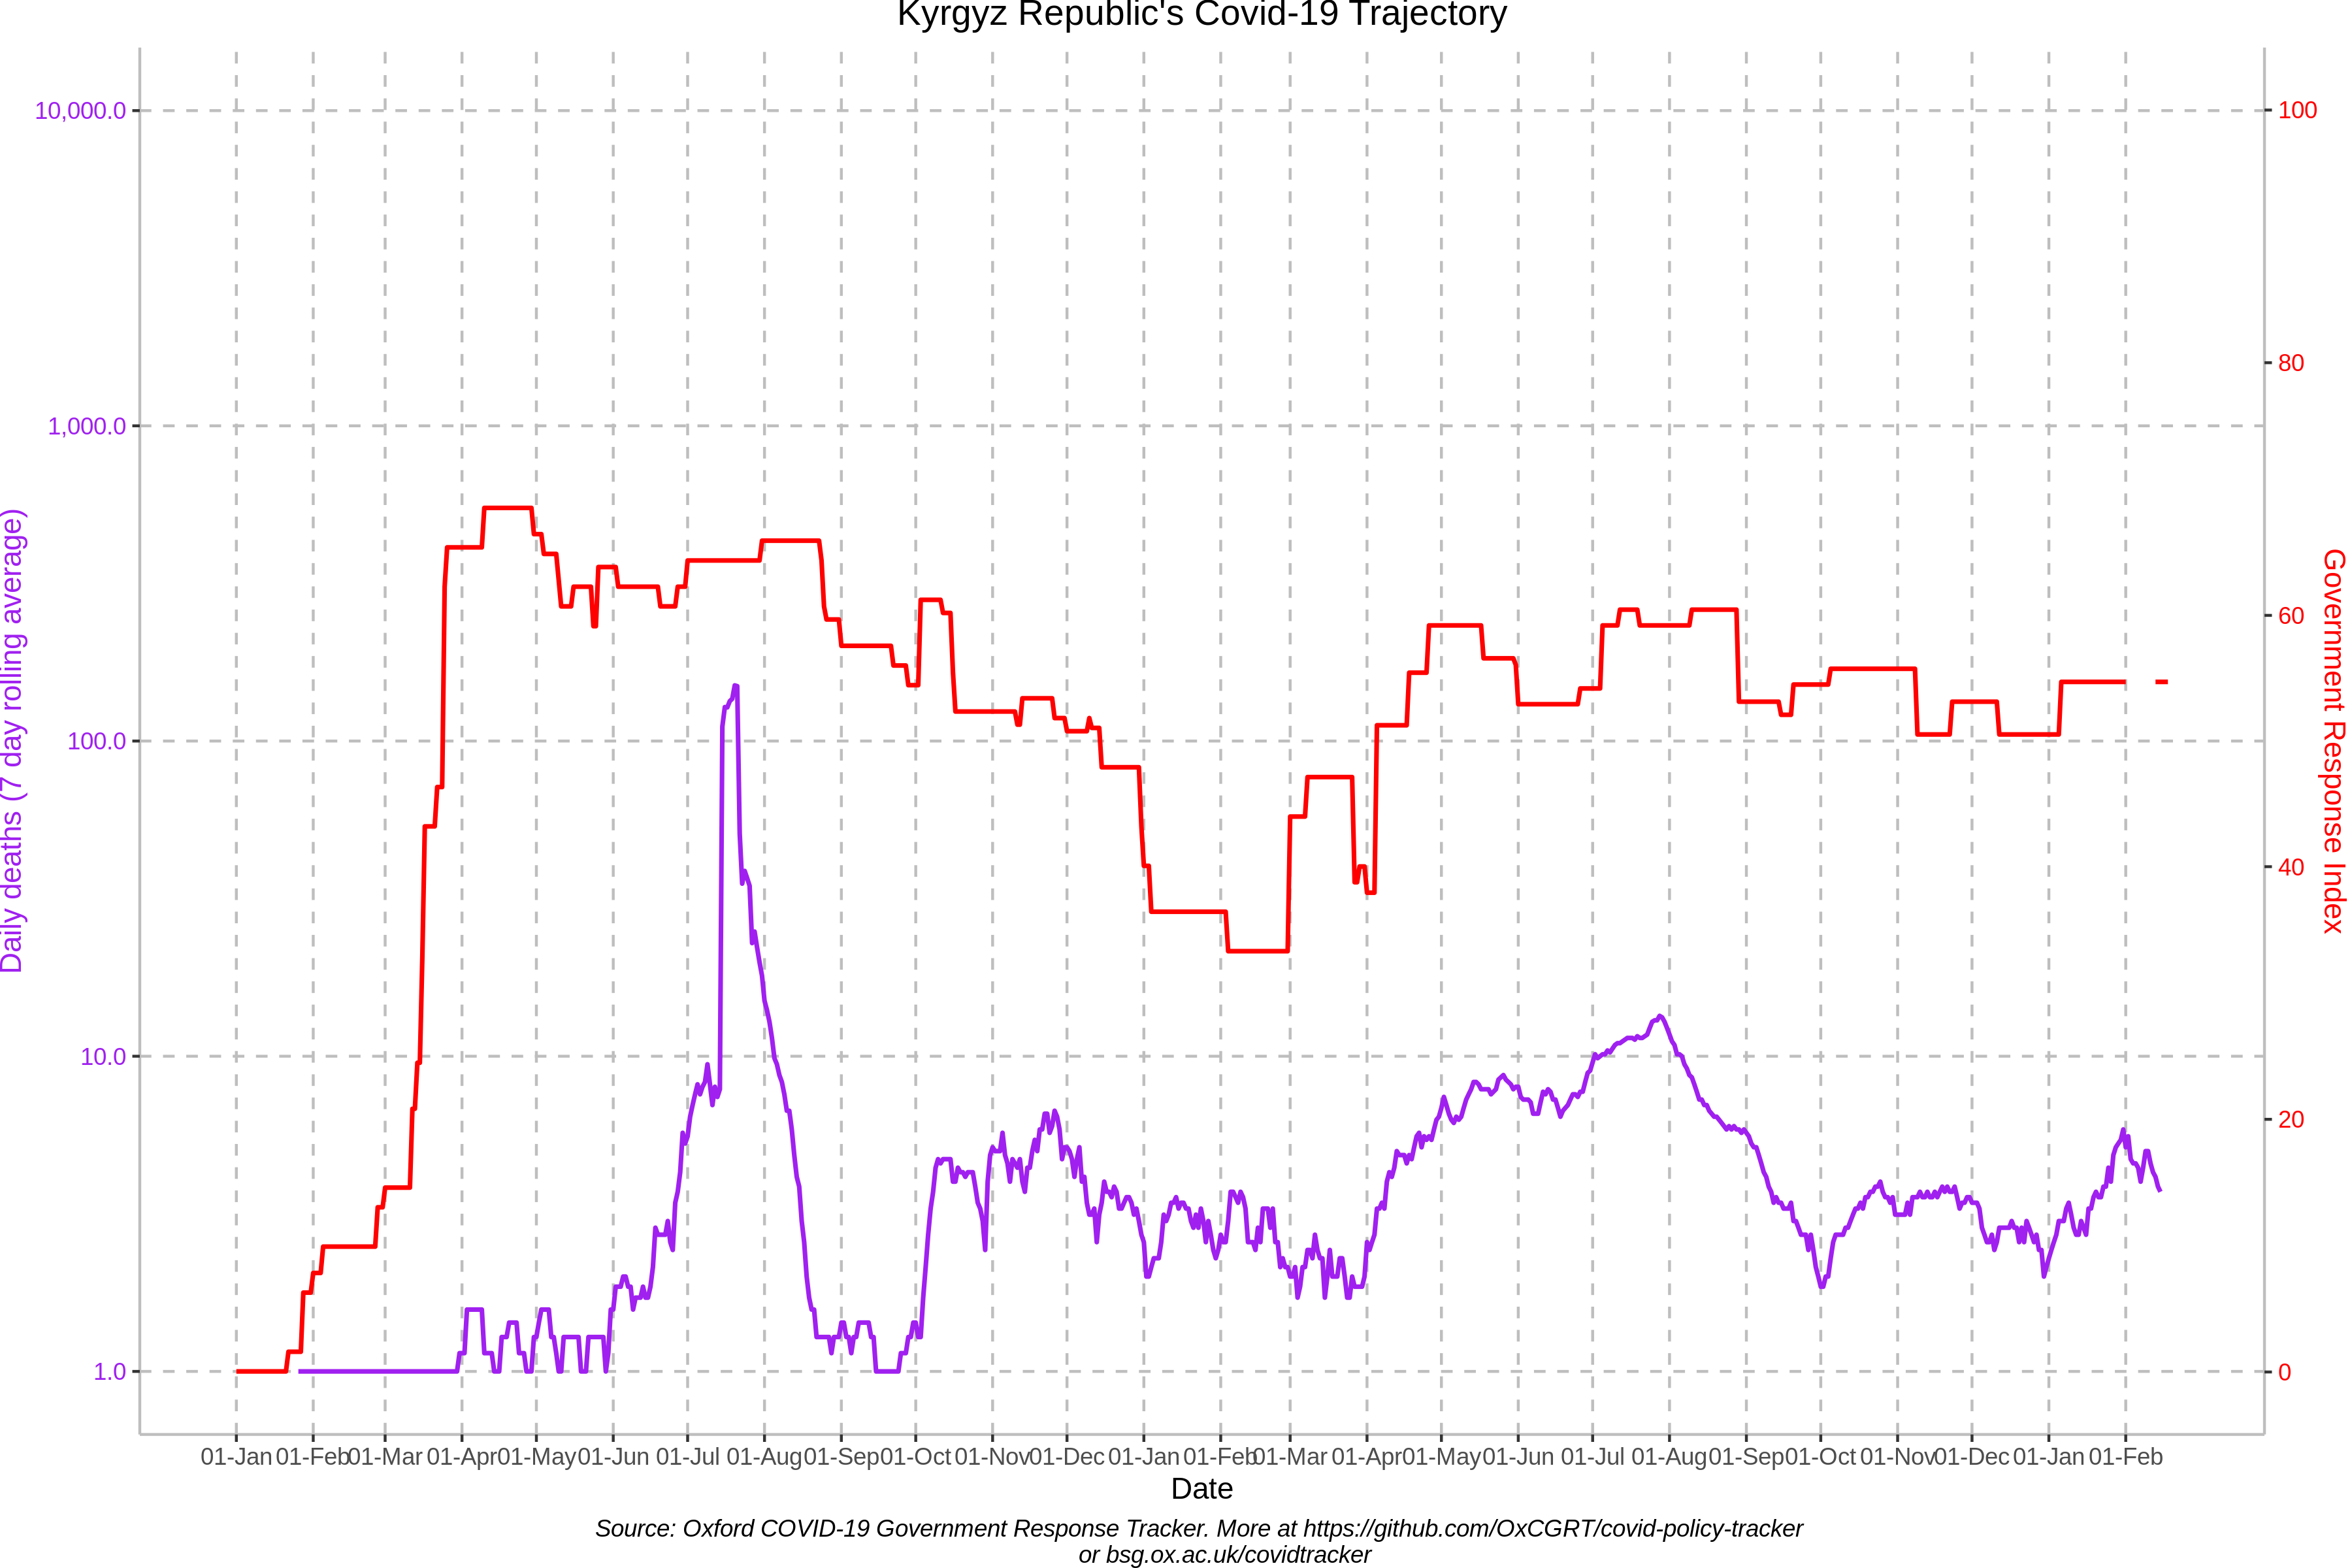 Kyrgyz Republic's Covid-19 Trajectory
10,000.0
1,000.0
100.0
10.0
1.0
Daily deaths (7 day rolling average)
100
80
60
40
20
0
Government Response Index
01-Jan 01-Feb 01-Mar 01-Apr 01-May 01-Jun 01-Jul 01-Aug 01-Sep 01-Oct 01-Nov 01-Dec 01-Jan 01-Feb 01-Mar 01-Apr 01-May 01-Jun 01-Jul 01-Aug 01-Sep 01-Oct 01-Nov 01-Dec 01-Jan 01-Feb
Date
Source: Oxford COVID-19 Government Response Tracker. More at https://github.com/OxCGRT/covid-policy-tracker
or bsg.ox.ac.uk/covidtracker